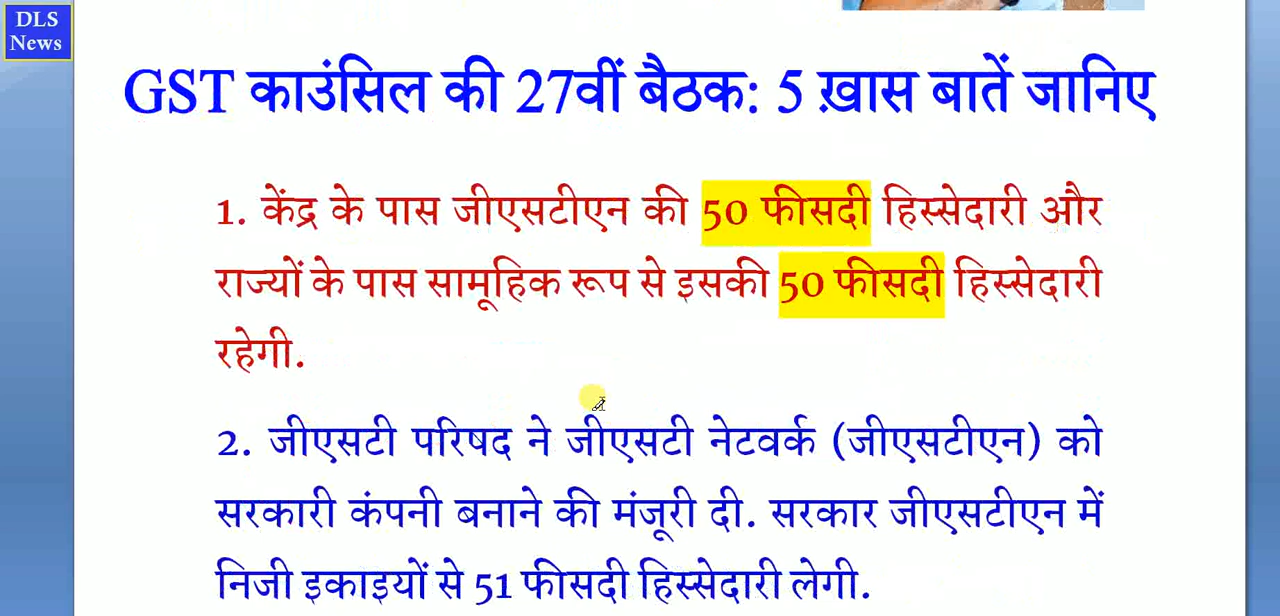 DLS
News
GST काउंसिल की 27वीं बैठक: 5 ख़ास बातें जानिए
1. केंद्र के पास जीएसटीएन की 50 फीसदी हिस्सेदारी और
राज्यों के पास सामूहिक रूप से इसकी 50 फीसदी हिस्सेदारी
रहेगी.
2. जीएसटी परिषद ने जीएसटी नेटवर्क (जीएसटीएन) को
सरकारी कंपनी बनाने की मंजूरी दी. सरकार जीएसटीएन में
निजी इकाइयों से 51 फीसदी हिस्सेदारी लेगी.